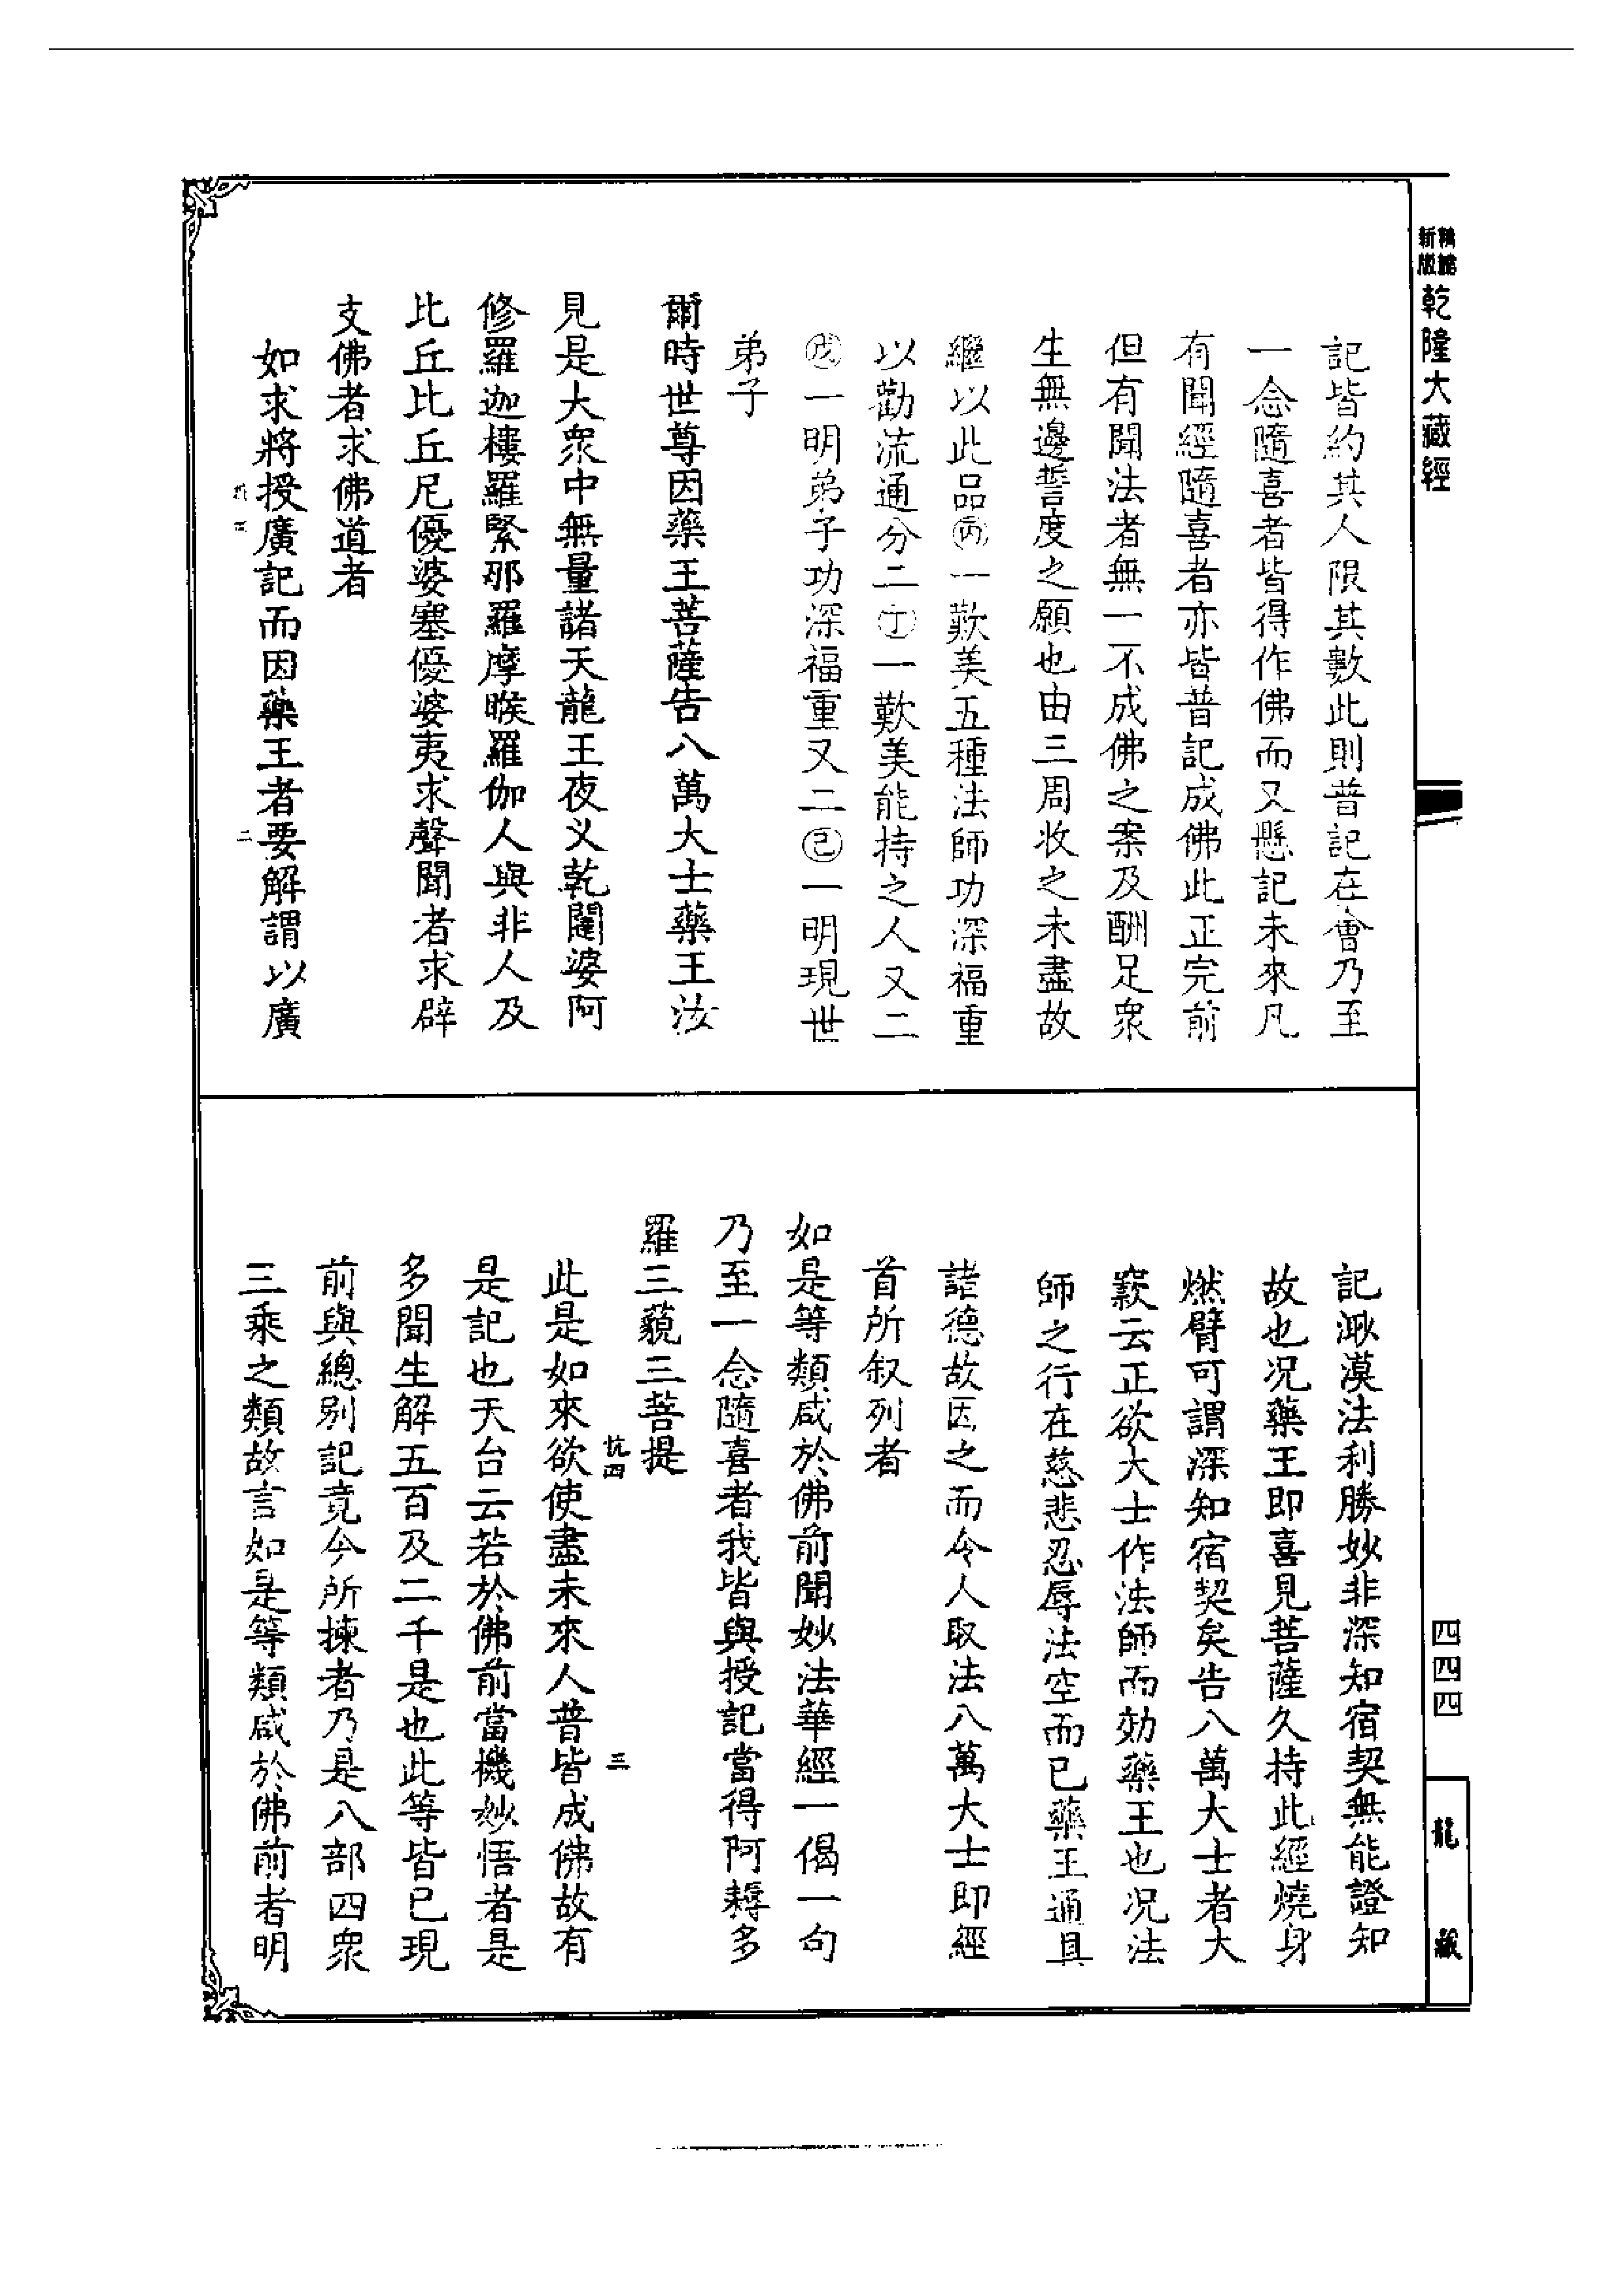 精編
新版
乾隆大藏經
記皆約其人限其數此則普記在會乃至
一念隨喜者皆得作佛而又懸記未來凡
有聞經隨喜者亦皆普記成佛此正完前
但有聞法者無一不成佛之案及酬足衆
生無邊誓度之願也由三周收之未盡故
繼以此品㊅一歎美五種法師功深福重
以勸流通分二㊀一歎美能持之人又二
一明弟子功深福重又二一明現世
弟子
爾時世尊因藥王菩薩告八萬大士藥王汝
見是大衆中無量諸天龍王夜义乾闥婆阿
修羅迦樓羅緊那羅摩睺羅伽人與非人及
比丘比丘尼優婆塞優婆夷求聲聞者求辟
支佛者求佛道者
如求將授廣記而因藥王者要解謂以廣
二
記渺漠法利勝妙非深知宿契無能證知
故也况藥王即喜見菩薩久持此經燒身
燃臂可謂深知宿契矣告八萬大士者大
窾云正欲大士作法師而効藥王也况法
師之行在慈悲忍辱法空而已藥王通具
諸德故因之而令人取法八萬大士即經
首所叙列者
如是等類咸於佛前聞妙法華經一偈一句
乃至一念隨喜者我皆與授記當得阿耨多
羅三藐三菩提
抗四
三
此是如來欲使盡未來人普皆成佛故有
是記也天台云若於佛前當機妙悟者是
多聞生解五百及二千是也此等皆已現
前與總別記竟今所揀者乃是八部四衆
三乘之類故言如是等類咸於佛前者明
四四四
龍藏